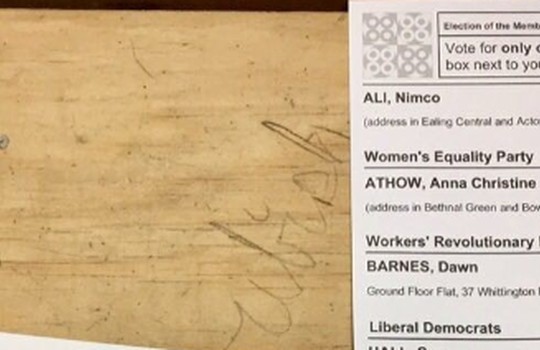 Election of the Memb
Vote for only o
box next to you
ALI, Nimco
(address in Ealing Central and Acto
Women's Equality Party
ATHOW, Anna Christine
(address in Bethnal Green and Bow
Workers' Revolutionary
BARNES, Dawn
Ground Floor Flat, 37 Whittington
Liberal Democrats